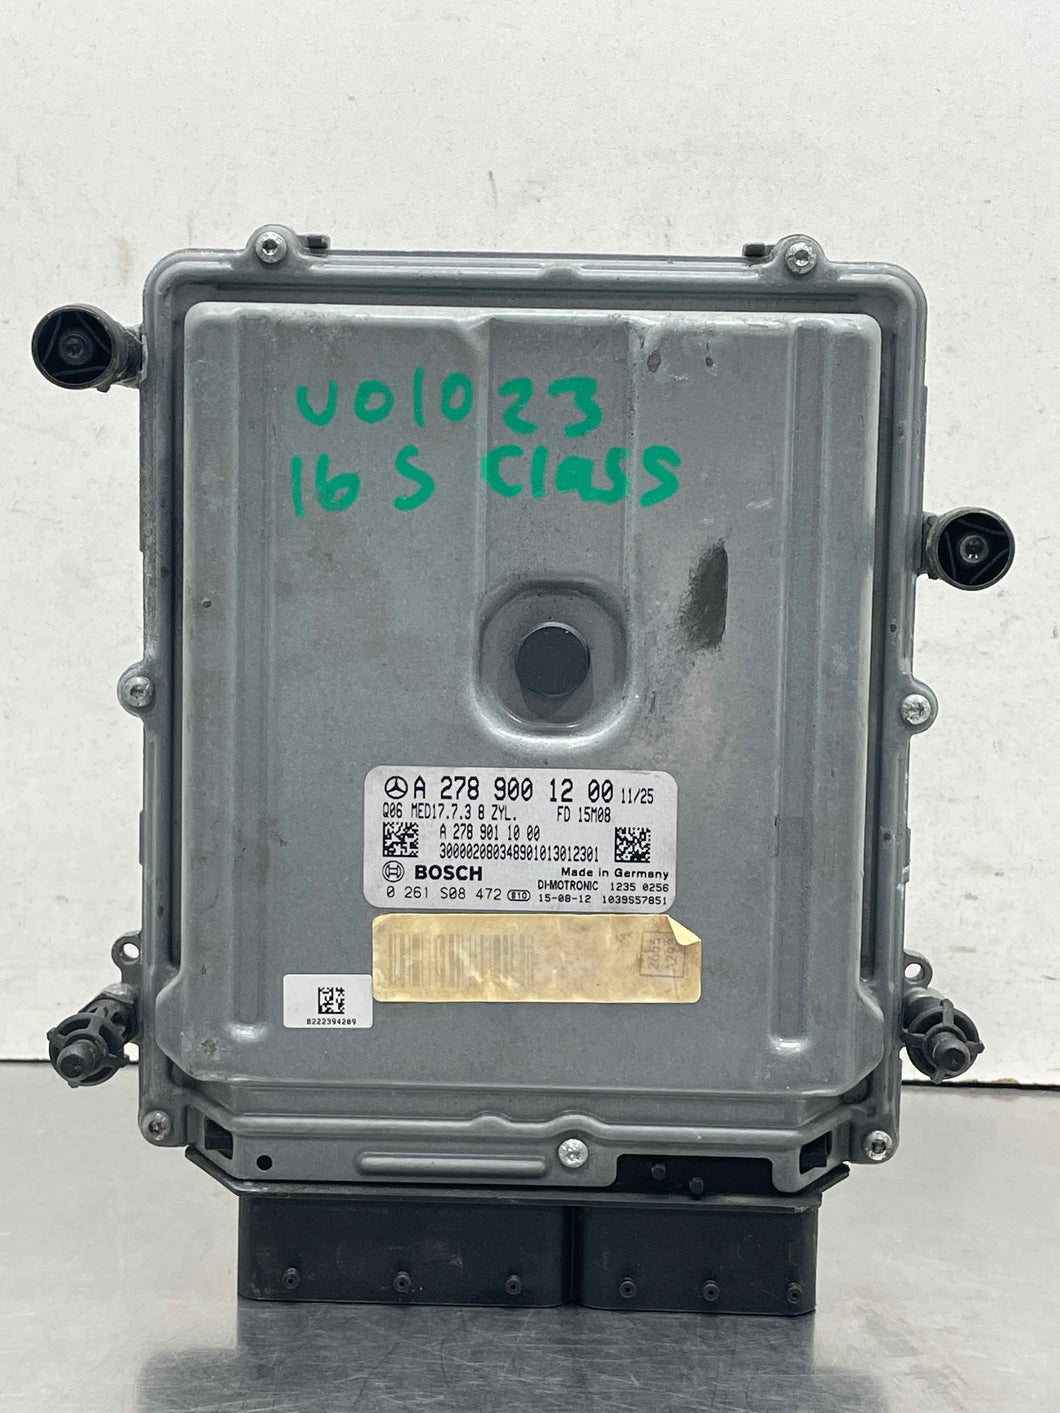 U01023
16 S Class
A 278 900 12 00 11/25
Q06 MED17.7.3 8 ZYL. FD 15M08
A 278 901 10 00
300002080348901013012301
BOSCH Made in Germany
DI-MOTRONIC 1235 0256
0 261 S08 472 810 15-08-12 1039S57851
2655
8222394289